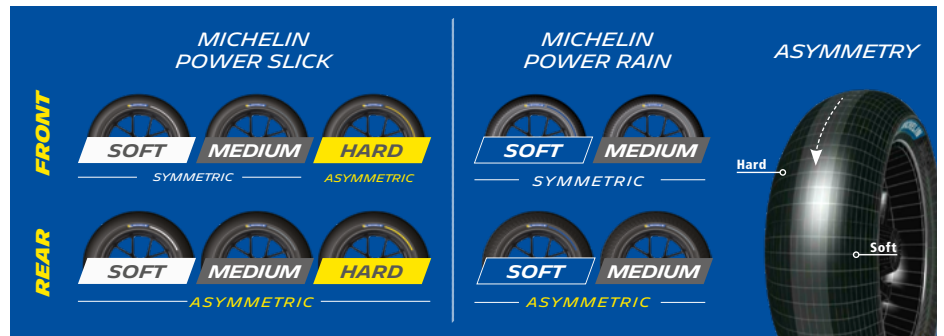 MICHELIN
POWER SLICK
MICHELIN
POWER RAIN
ASYMMETRY
FRONT
SOFT
MEDIUM
HARD
SOFT
MEDIUM
SYMMETRIC
ASYMMETRIC
SYMMETRIC
Hard
Soft
REAR
SOFT
MEDIUM
HARD
SOFT
MEDIUM
ASYMMETRIC
ASYMMETRIC